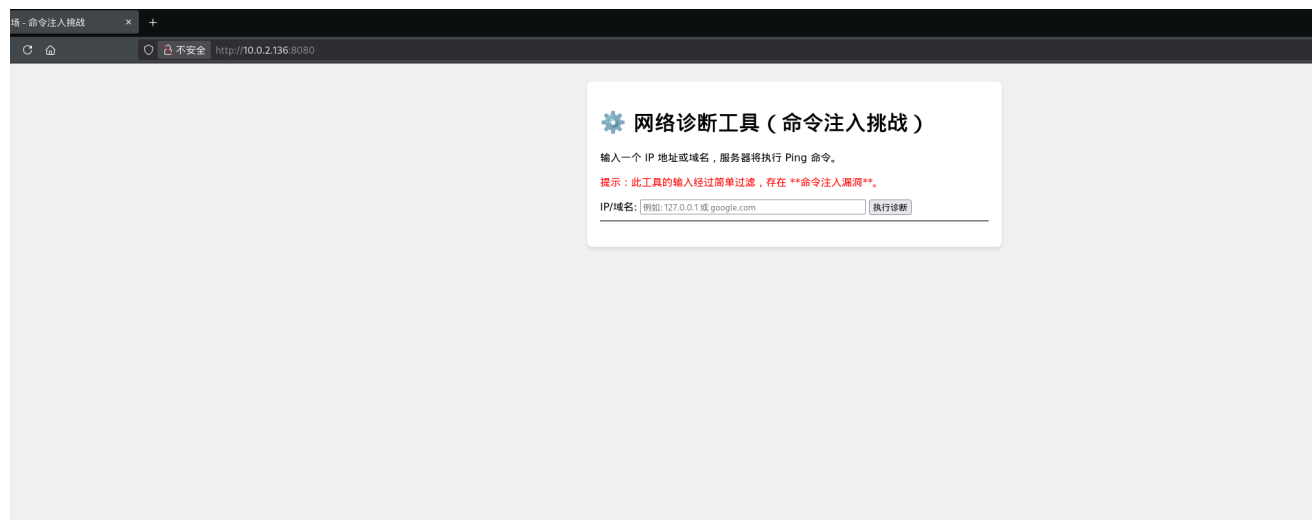 场 - 命令注入挑战 × +
不安全 http://10.0.2.136:8080
网络诊断工具（命令注入挑战）
输入一个 IP 地址或域名，服务器将执行 Ping 命令。
提示：此工具的输入经过简单过滤，存在 **命令注入漏洞**。
IP/域名: 例如: 127.0.0.1 或 google.com 执行诊断